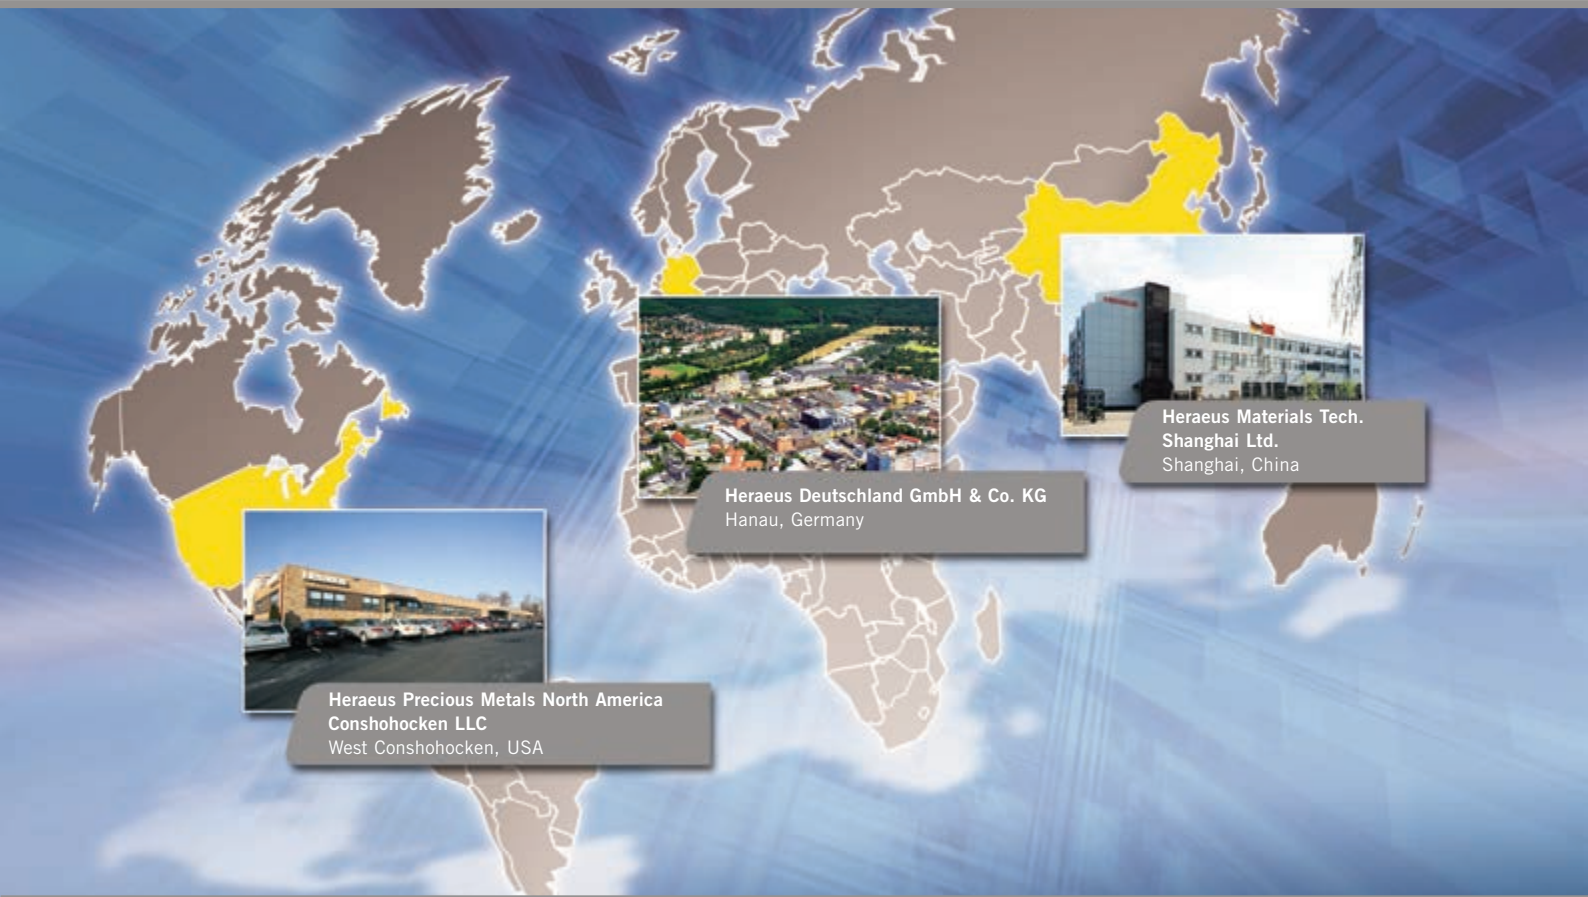 Heraeus Materials Tech.
Shanghai Ltd.
Shanghai, China
Heraeus Deutschland GmbH & Co. KG
Hanau, Germany
Heraeus Precious Metals North America
Conshohocken LLC
West Conshohocken, USA